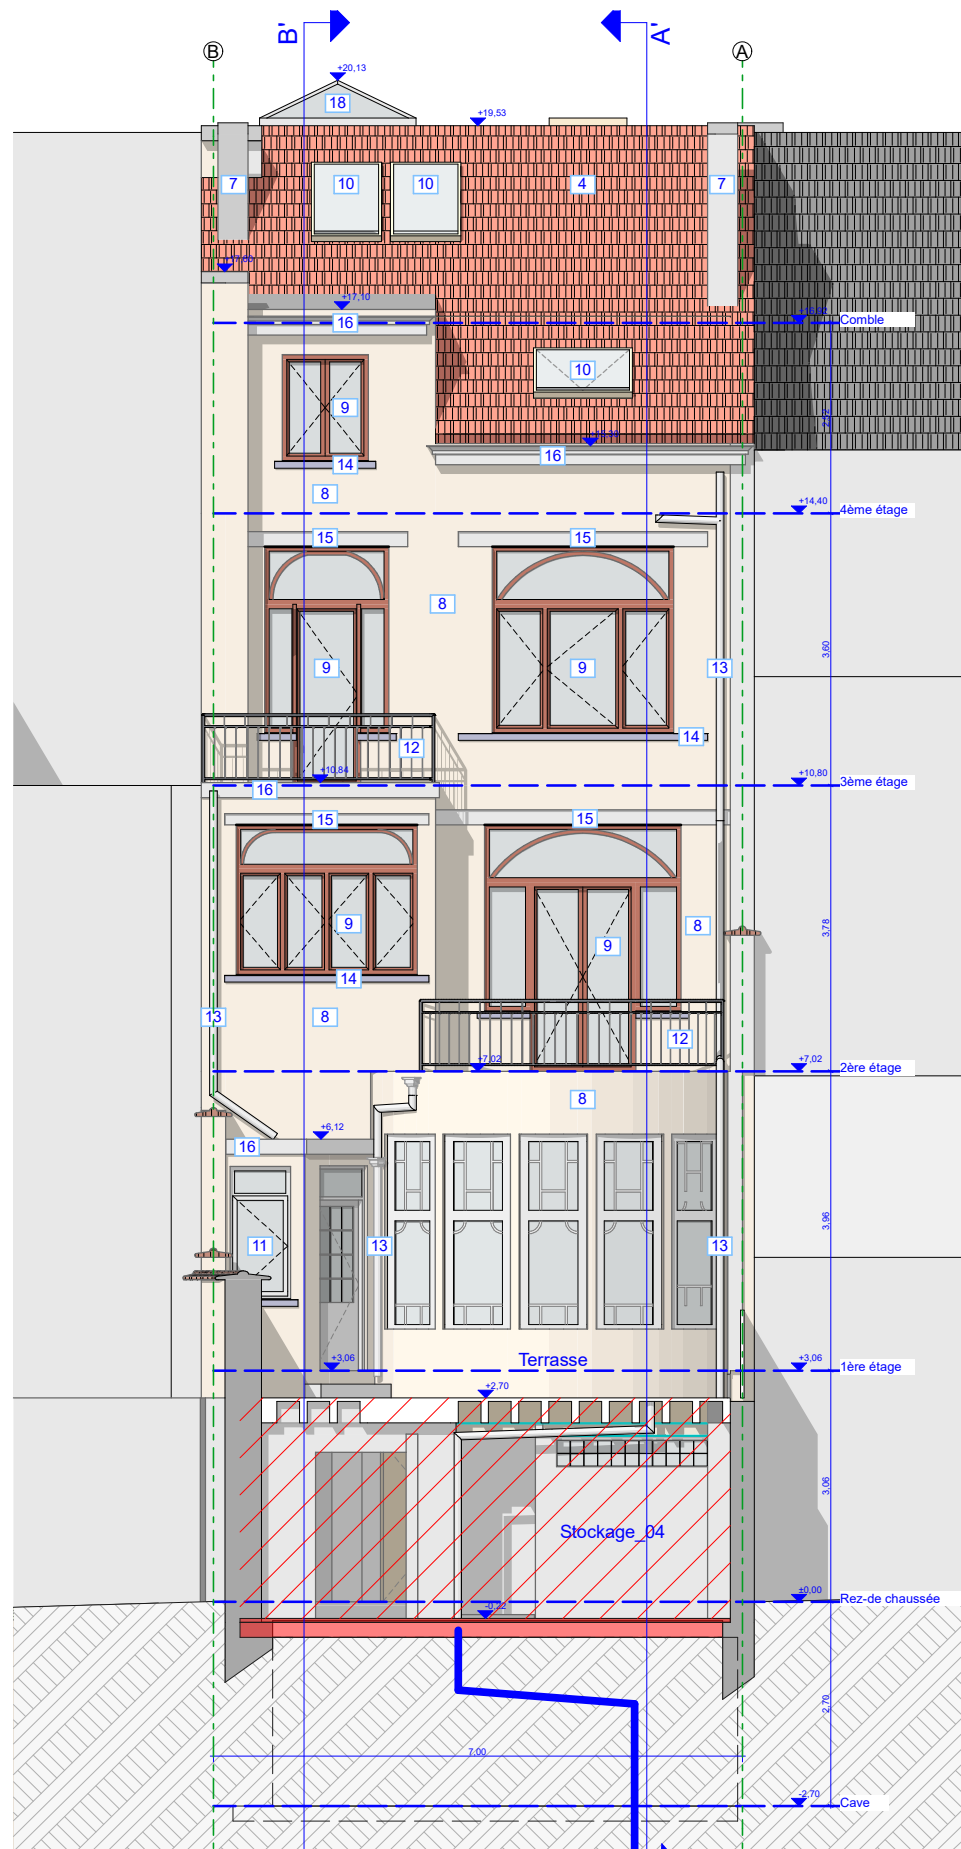 B' A'
B A
+20,13
18
+19,53
7 10 10 4 7
+17,10
16 Comble
10
9
16
14
8
+14,40 4ème étage
15 15
8
3,60
9 9 13
14
12
+10,84 +10,80 3ème étage
16
15 15
9 8
3,78
9
14
13 8
12
+7,02 +7,02 2ère étage
8
+6,12
16
11 13 13
3,96
Terrasse
+3,06 +3,06 1ère étage
+2,70
3,06
Stockage_04
±0,00 Rez-de chaussée
-0,22
2,70
7,00
-2,70 Cave